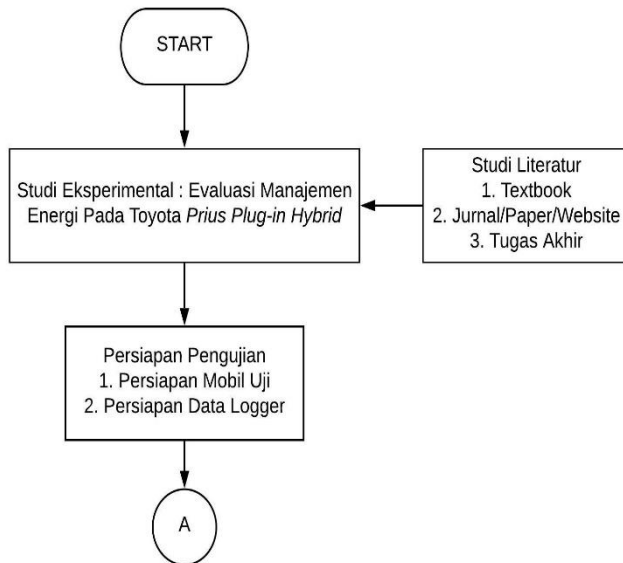 START
Studi Eksperimental : Evaluasi Manajemen
Energi Pada Toyota Prius Plug-in Hybrid
Studi Literatur
1. Textbook
2. Jurnal/Paper/Website
3. Tugas Akhir
Persiapan Pengujian
1. Persiapan Mobil Uji
2. Persiapan Data Logger
A